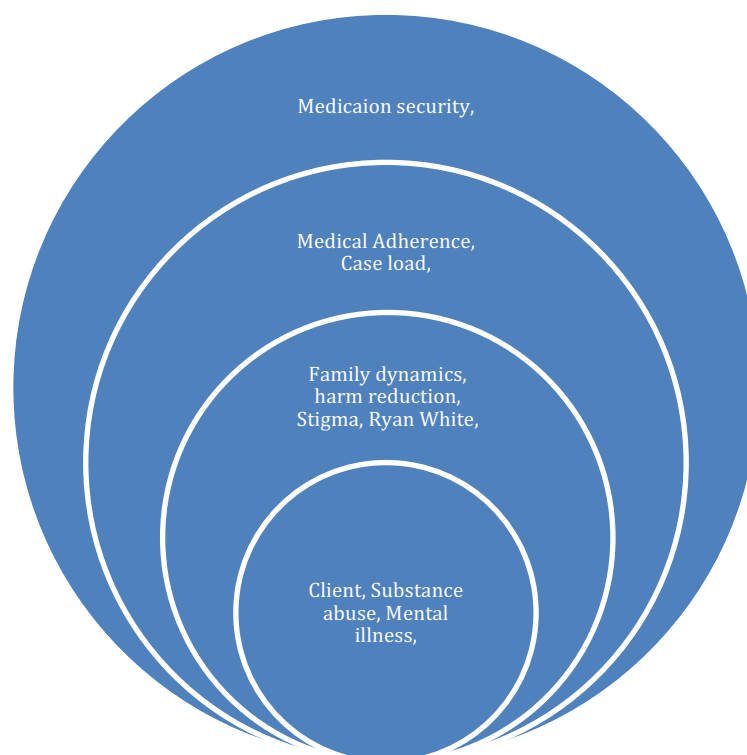 Medicaion security,
Medical Adherence,
Case load,
Family dynamics,
harm reduction,
Stigma, Ryan White,
Client, Substance
abuse, Mental
illness,